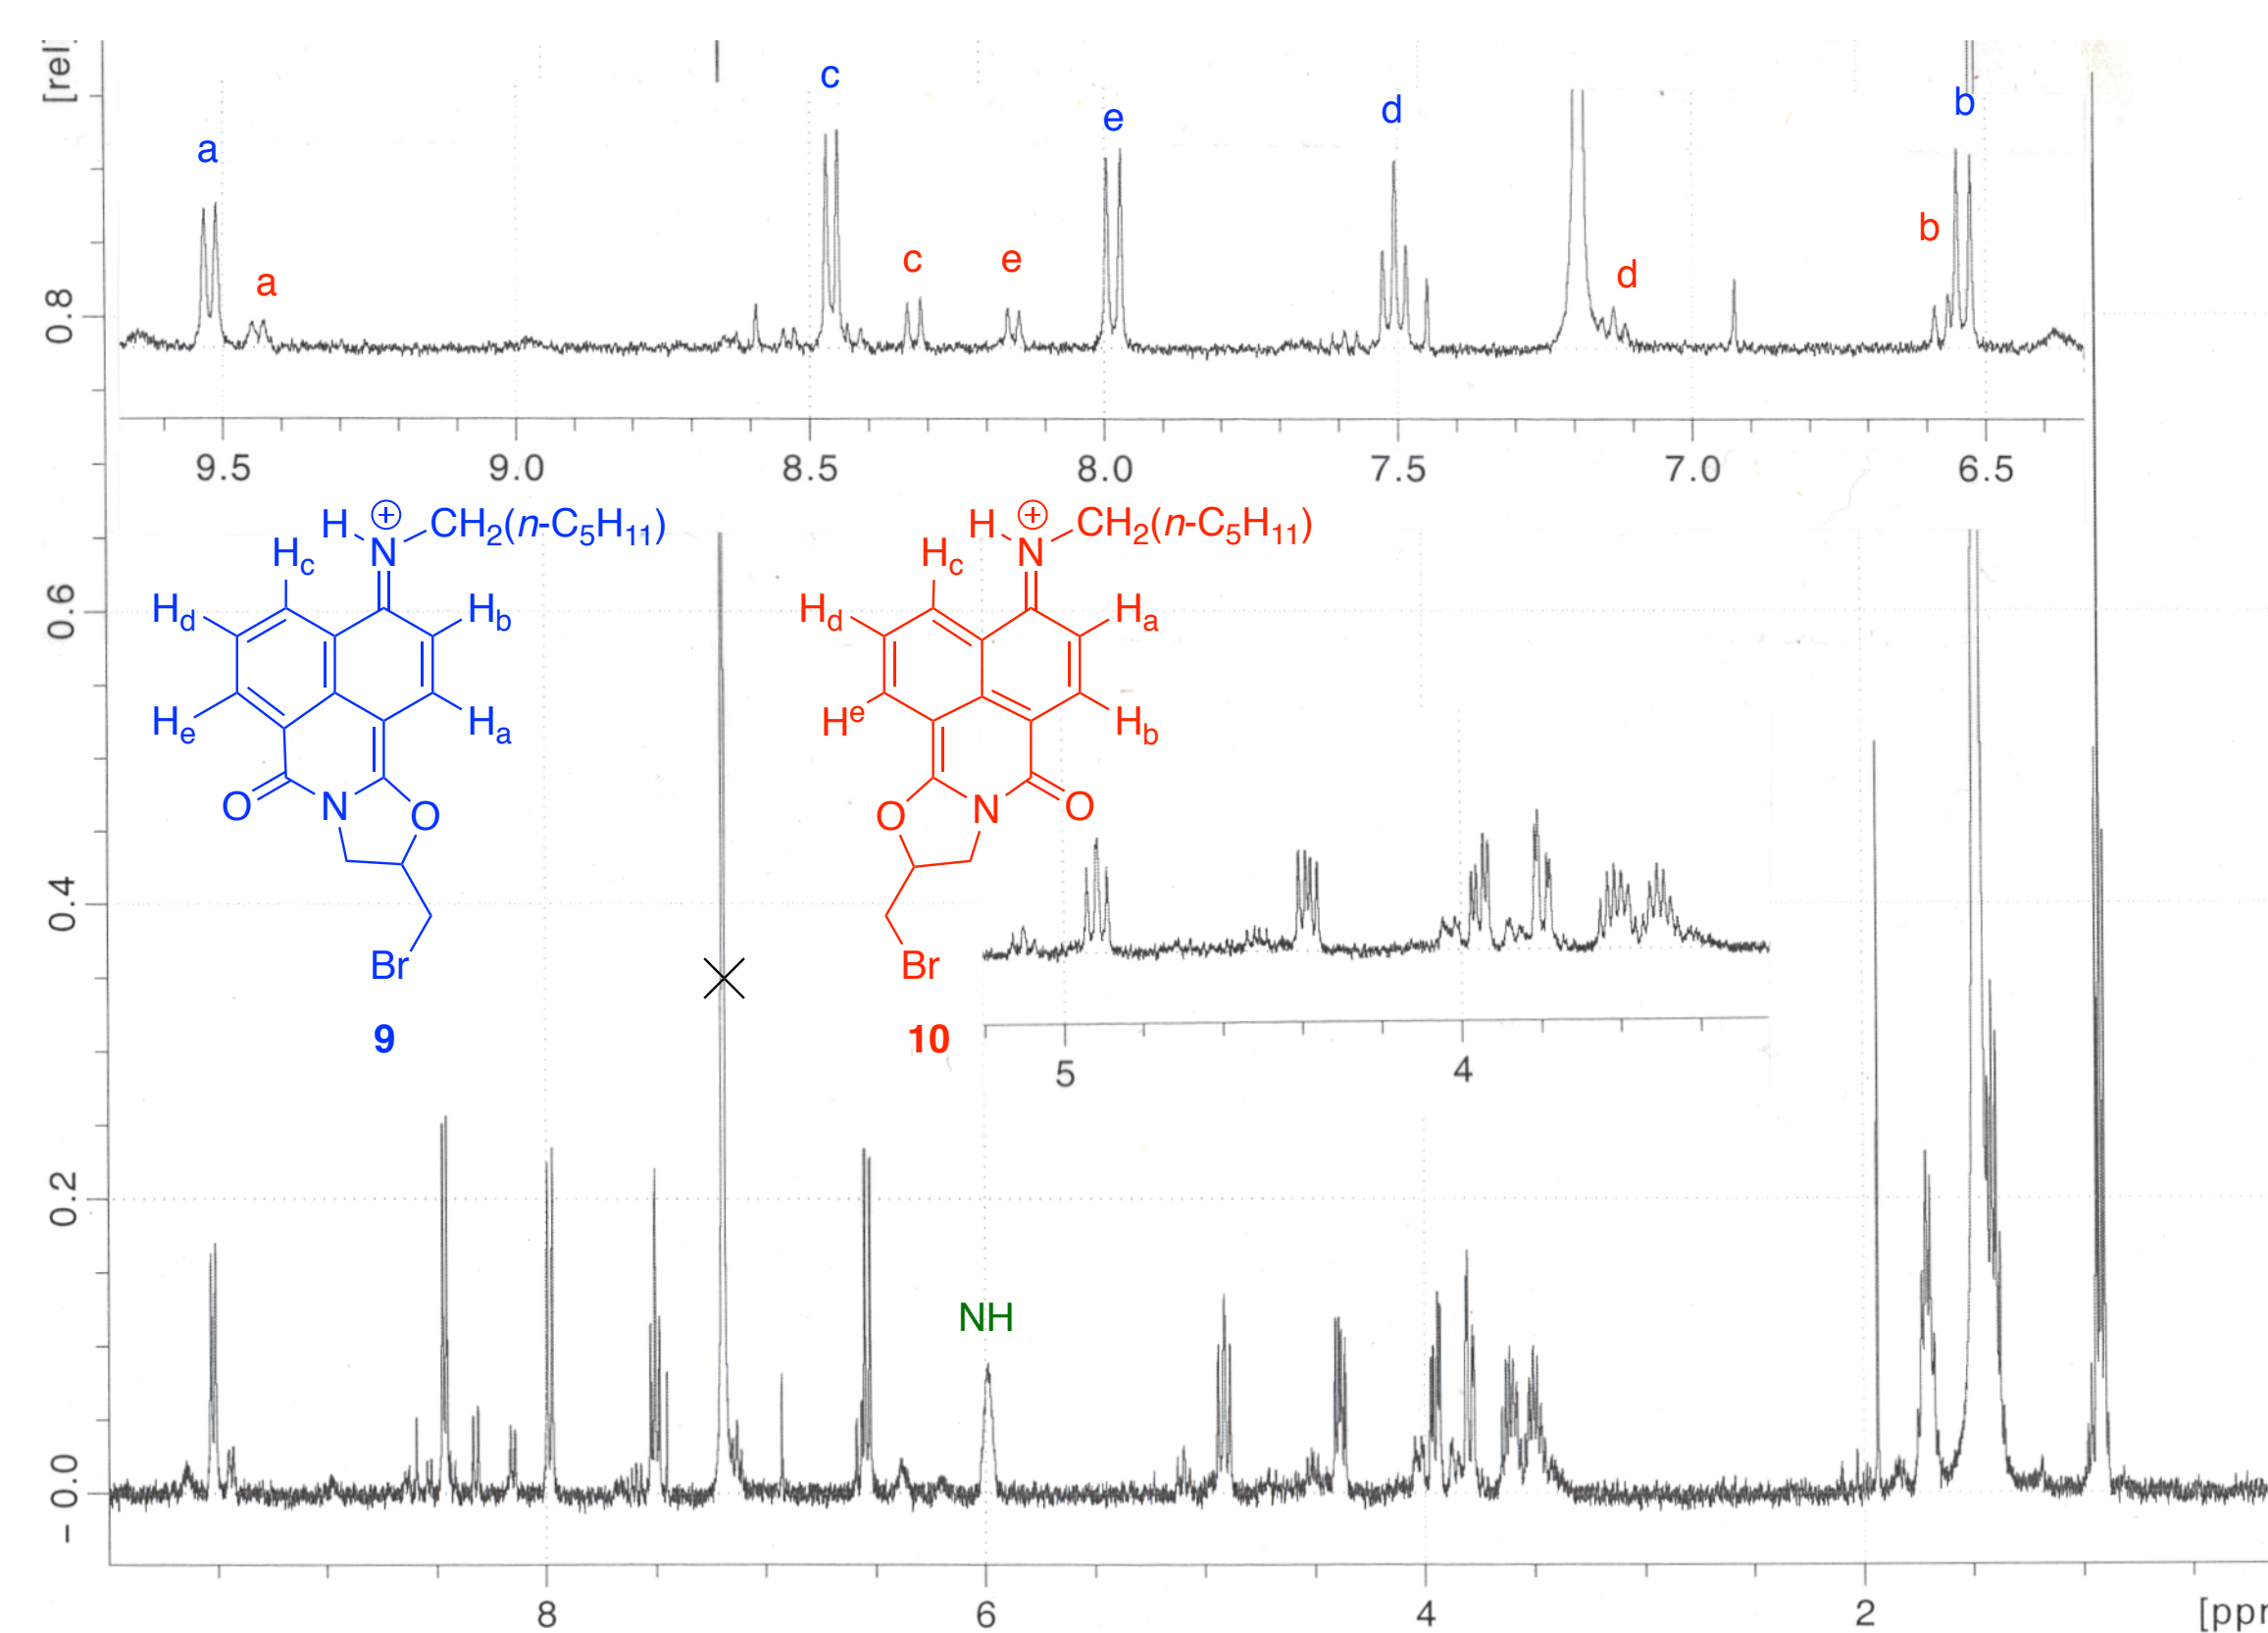 [rel
c
b
d
e
a
b
c
e
d
a
0.8
9.5 9.0 8.5 8.0 7.5 7.0 6.5
H ⊕ CH2(n-C5H11)
Hc N
Hd Hb
He Ha
O N O
Br
9
H ⊕ CH2(n-C5H11)
Hc N
Hd Ha
He Hb
O N O
Br
10
0.6
0.4
5 4
0.2
NH
- 0.0
8 6 4 2 [ppr